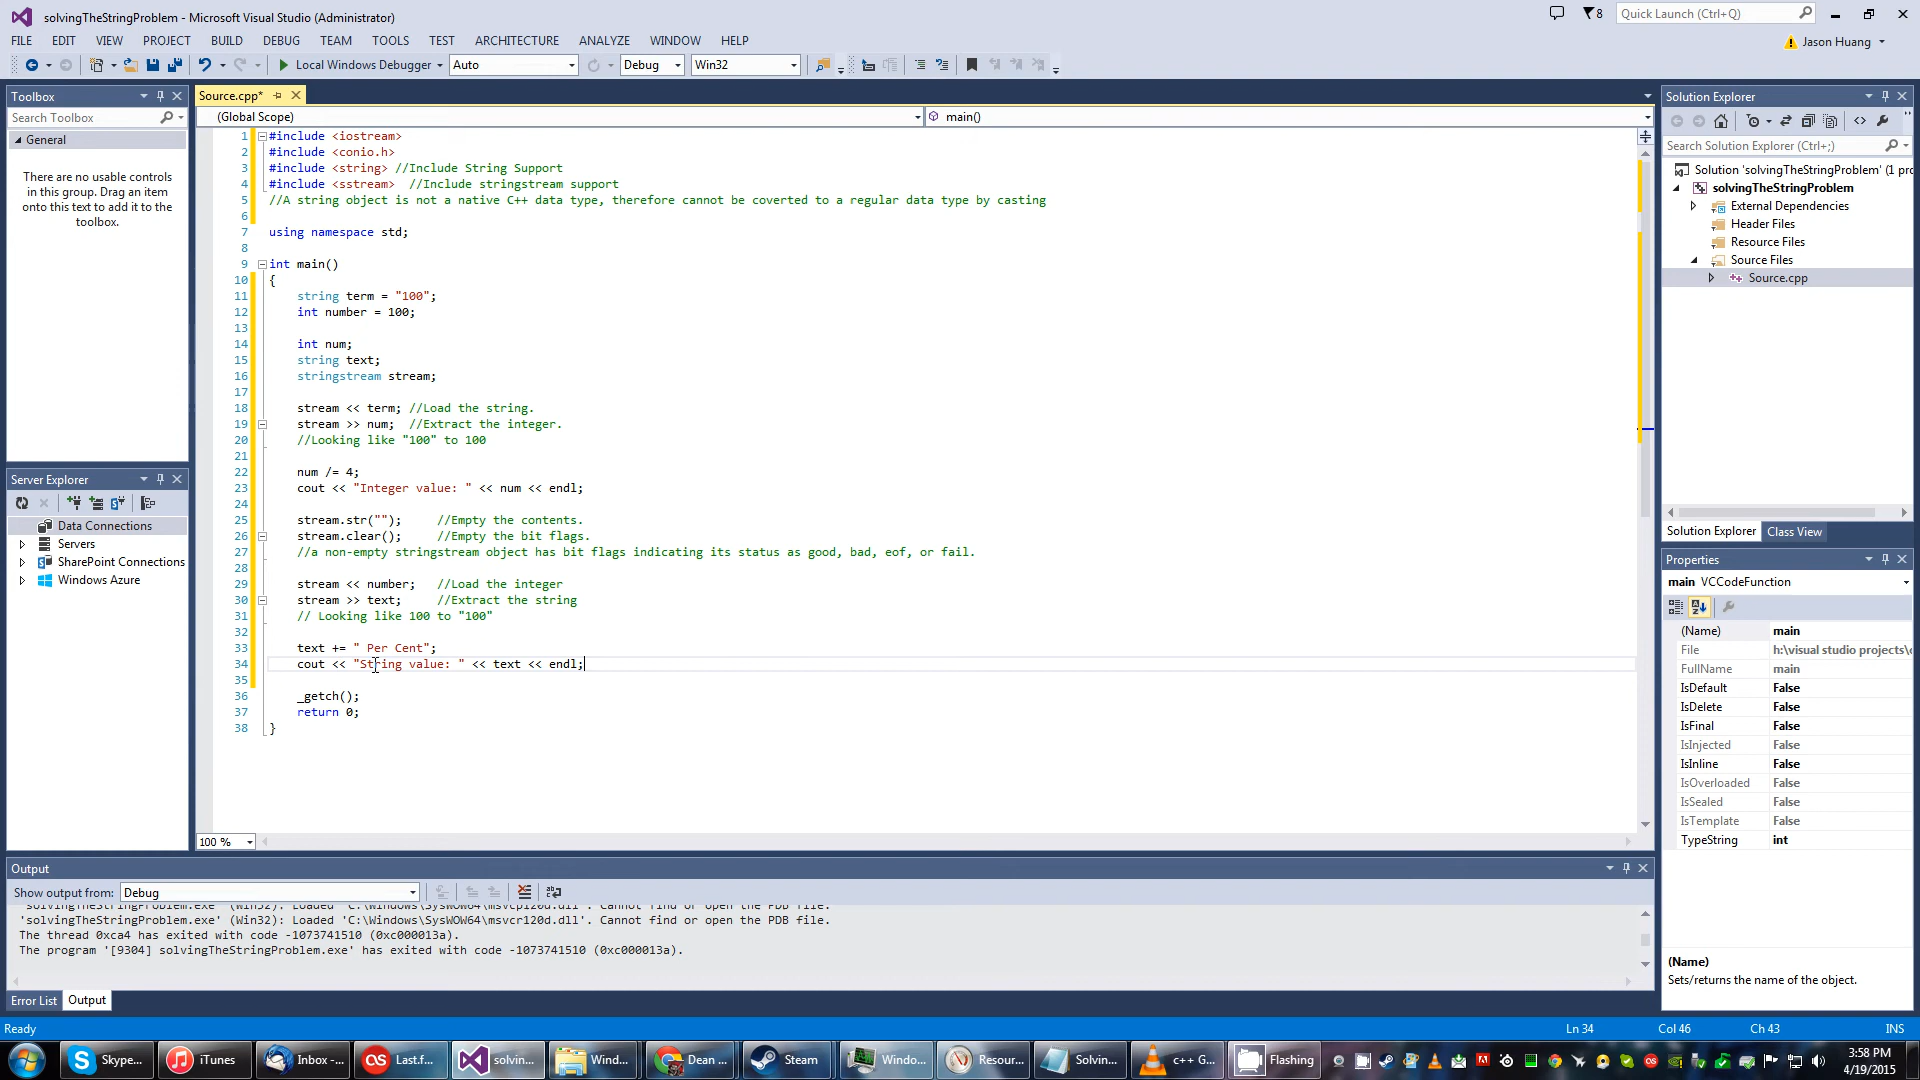 solvingTheStringProblem - Microsoft Visual Studio (Administrator)
8
Quick Launch (Ctrl+Q)
FILE EDIT VIEW PROJECT BUILD DEBUG TEAM TOOLS TEST ARCHITECTURE ANALYZE WINDOW HELP
Jason Huang
Local Windows Debugger Auto Debug Win32
Toolbox
Search Toolbox
General
There are no usable controls
in this group. Drag an item
onto this text to add it to the
toolbox.
Server Explorer
Data Connections
Servers
SharePoint Connections
Windows Azure
Source.cpp*
(Global Scope) main()
1 #include <iostream>
2 #include <conio.h>
3 #include <string> //Include String Support
4 #include <sstream> //Include stringstream support
5 //A string object is not a native C++ data type, therefore cannot be coverted to a regular data type by casting
6
7 using namespace std;
8
9 int main()
10 {
11 string term = "100";
12 int number = 100;
13
14 int num;
15 string text;
16 stringstream stream;
17
18 stream << term; //Load the string.
19 stream >> num; //Extract the integer.
20 //Looking like "100" to 100
21
22 num /= 4;
23 cout << "Integer value: " << num << endl;
24
25 stream.str(""); //Empty the contents.
26 stream.clear(); //Empty the bit flags.
27 //a non-empty stringstream object has bit flags indicating its status as good, bad, eof, or fail.
28
29 stream << number; //Load the integer
30 stream >> text; //Extract the string
31 // Looking like 100 to "100"
32
33 text += " Per Cent";
34 cout << "String value: " << text << endl;
35
36 _getch();
37 return 0;
38 }
100 %
Solution Explorer
Search Solution Explorer (Ctrl+;)
Solution 'solvingTheStringProblem' (1 pro
solvingTheStringProblem
External Dependencies
Header Files
Resource Files
Source Files
Source.cpp
Solution Explorer Class View
Properties
main VCCodeFunction
(Name) main
File h:\visual studio projects\
FullName main
IsDefault False
IsDelete False
IsFinal False
IsInjected False
IsInline False
IsOverloaded False
IsSealed False
IsTemplate False
TypeString int
(Name)
Sets/returns the name of the object.
Output
Show output from: Debug
'solvingTheStringProblem.exe' (Win32): Loaded 'C:\Windows\SysWOW64\msvcp120d.dll'. Cannot find or open the PDB file.
'solvingTheStringProblem.exe' (Win32): Loaded 'C:\Windows\SysWOW64\msvcr120d.dll'. Cannot find or open the PDB file.
The thread 0xca4 has exited with code -1073741510 (0xc000013a).
The program '[9304] solvingTheStringProblem.exe' has exited with code -1073741510 (0xc000013a).
Error List Output
Ready Ln 34 Col 46 Ch 43 INS
Skype... iTunes Inbox -... Last.f... solvin... Wind... Dean ... Steam Windo... Resour... Solvin... c++ G... Flashing
3:58 PM
4/19/2015